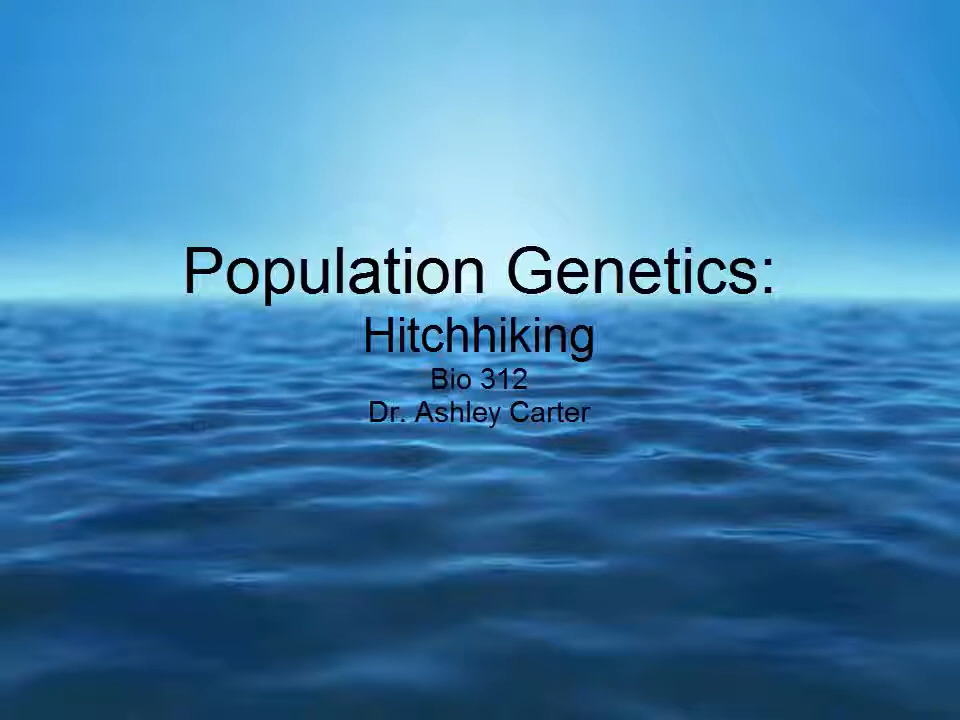 Population Genetics:
Hitchhiking
Bio 312
Dr. Ashley Carter